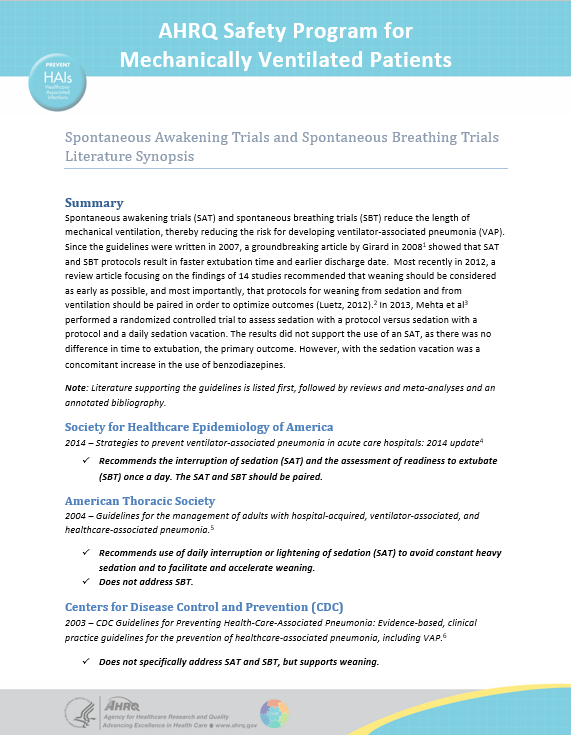 AHRQ Safety Program for
Mechanically Ventilated Patients
PREVENT
HAIs
Healthcare
Associated
Infections
Spontaneous Awakening Trials and Spontaneous Breathing Trials
Literature Synopsis
Summary
Spontaneous awakening trials (SAT) and spontaneous breathing trials (SBT) reduce the length of
mechanical ventilation, thereby reducing the risk for developing ventilator-associated pneumonia (VAP).
Since the guidelines were written in 2007, a groundbreaking article by Girard in 2008¹ showed that SAT
and SBT protocols result in faster extubation time and earlier discharge date.  Most recently in 2012, a
review article focusing on the findings of 14 studies recommended that weaning should be considered
as early as possible, and most importantly, that protocols for weaning from sedation and from
ventilation should be paired in order to optimize outcomes (Luetz, 2012).² In 2013, Mehta et al³
performed a randomized controlled trial to assess sedation with a protocol versus sedation with a
protocol and a daily sedation vacation. The results did not support the use of an SAT, as there was no
difference in time to extubation, the primary outcome. However, with the sedation vacation was a
concomitant increase in the use of benzodiazepines.
Note: Literature supporting the guidelines is listed first, followed by reviews and meta-analyses and an
annotated bibliography.
Society for Healthcare Epidemiology of America
2014 – Strategies to prevent ventilator-associated pneumonia in acute care hospitals: 2014 update⁴
✓ Recommends the interruption of sedation (SAT) and the assessment of readiness to extubate
(SBT) once a day. The SAT and SBT should be paired.
American Thoracic Society
2004 – Guidelines for the management of adults with hospital-acquired, ventilator-associated, and
healthcare-associated pneumonia.⁵
✓ Recommends use of daily interruption or lightening of sedation (SAT) to avoid constant heavy
sedation and to facilitate and accelerate weaning.
✓ Does not address SBT.
Centers for Disease Control and Prevention (CDC)
2003 – CDC Guidelines for Preventing Health-Care-Associated Pneumonia: Evidence-based, clinical
practice guidelines for the prevention of healthcare-associated pneumonia, including VAP.⁶
✓ Does not specifically address SAT and SBT, but supports weaning.
AHRQ
Agency for Healthcare Research and Quality
Advancing Excellence in Health Care • www.ahrq.gov